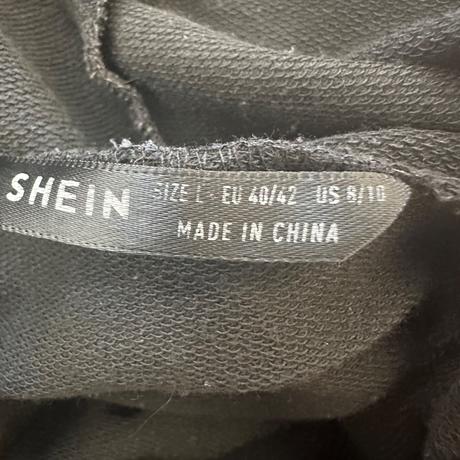 SHEIN
SIZE L - EU 40/42 US 8/10
MADE IN CHINA